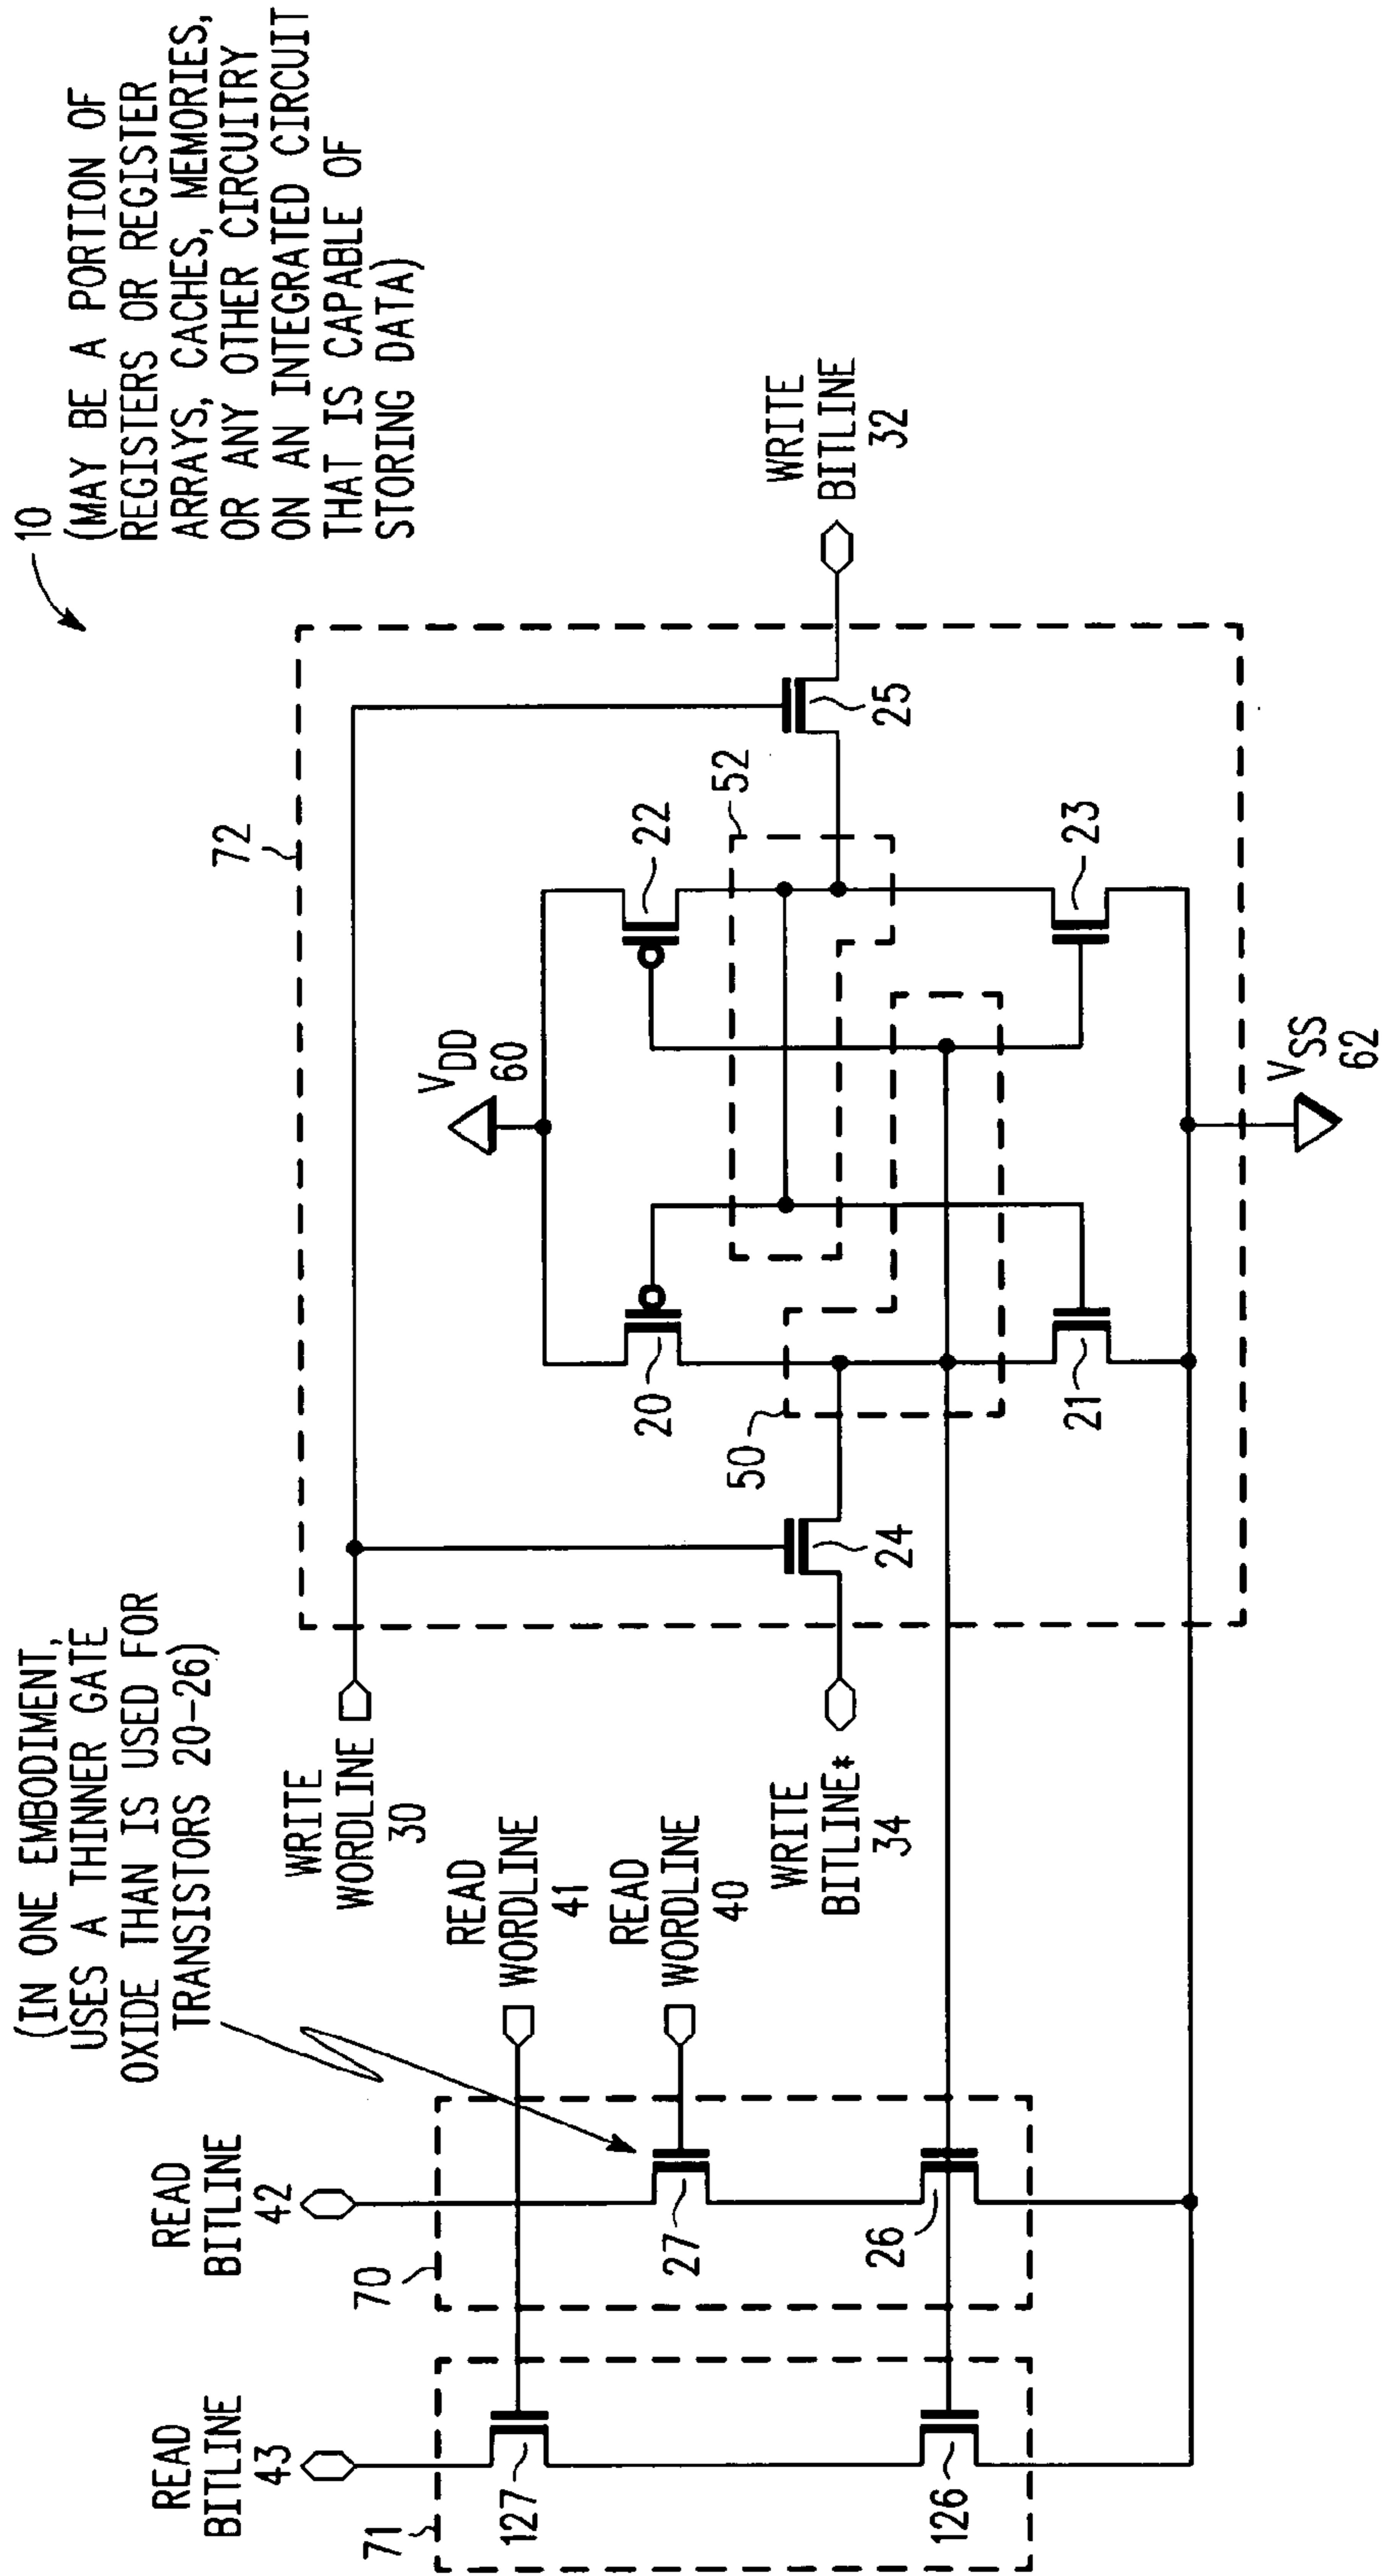 10
(MAY BE A PORTION OF
REGISTERS OR REGISTER
ARRAYS, CACHES, MEMORIES,
OR ANY OTHER CIRCUITRY
ON AN INTEGRATED CIRCUIT
THAT IS CAPABLE OF
STORING DATA)
(IN ONE EMBODIMENT,
USES A THINNER GATE
OXIDE THAN IS USED FOR
TRANSISTORS 20-26)
READ
BITLINE
43
READ
BITLINE
42
WRITE
WORDLINE
30
READ
WORDLINE
41
READ
WORDLINE
40
WRITE
BITLINE*
34
WRITE
BITLINE
32
71
70
72
127
27
126
26
VDD
60
20
22
50
52
24
25
21
23
VSS
62